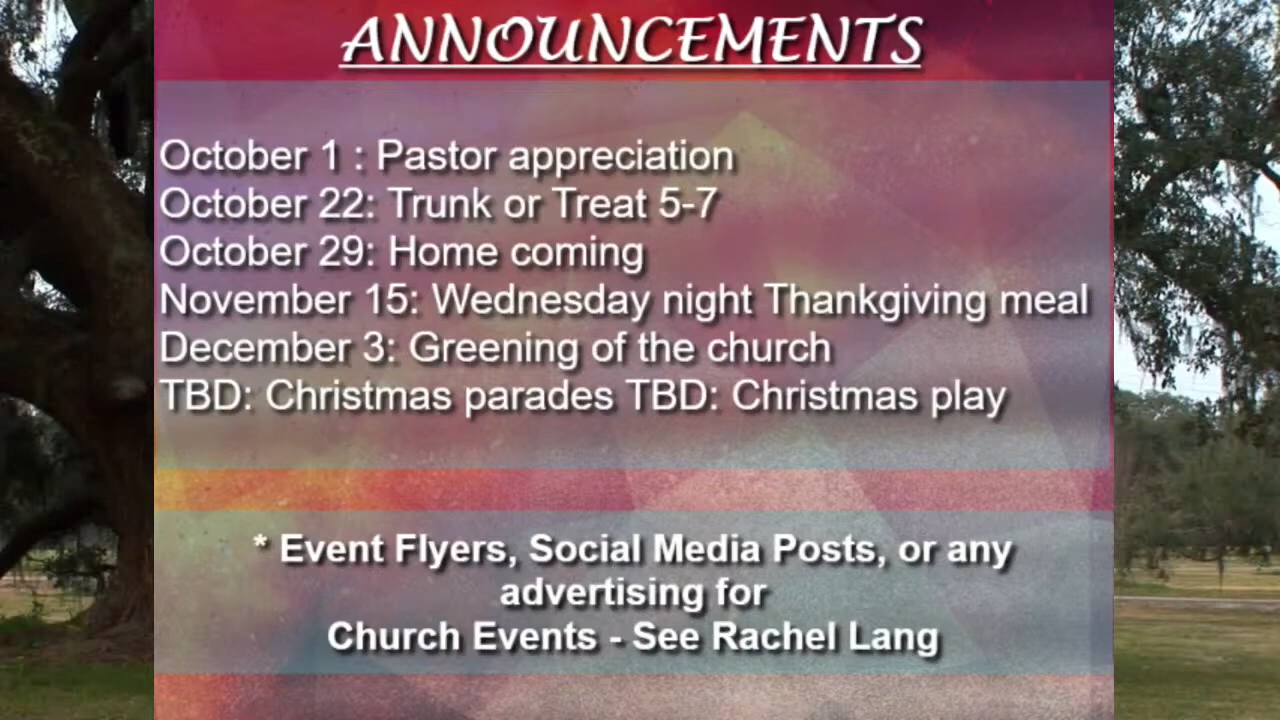 ANNOUNCEMENTS
October 1 : Pastor appreciation
October 22: Trunk or Treat 5-7
October 29: Home coming
November 15: Wednesday night Thankgiving meal
December 3: Greening of the church
TBD: Christmas parades TBD: Christmas play
* Event Flyers, Social Media Posts, or any
advertising for
Church Events - See Rachel Lang